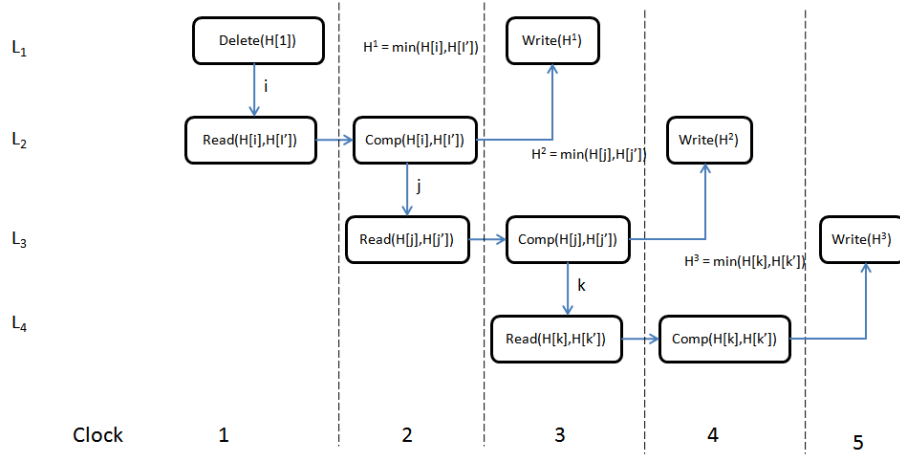 L₁ Delete(H[1]) H¹ = min(H[i],H[I’]) Write(H¹)
i
L₂ Read(H[i],H[I’]) Comp(H[i],H[I’]) Write(H²)
H² = min(H[j],H[j’])
j
L₃ Read(H[j],H[j’]) Comp(H[j],H[j’]) Write(H³)
H³ = min(H[k],H[k’])
k
L₄ Read(H[k],H[k’]) Comp(H[k],H[k’])
Clock 1 2 3 4 5